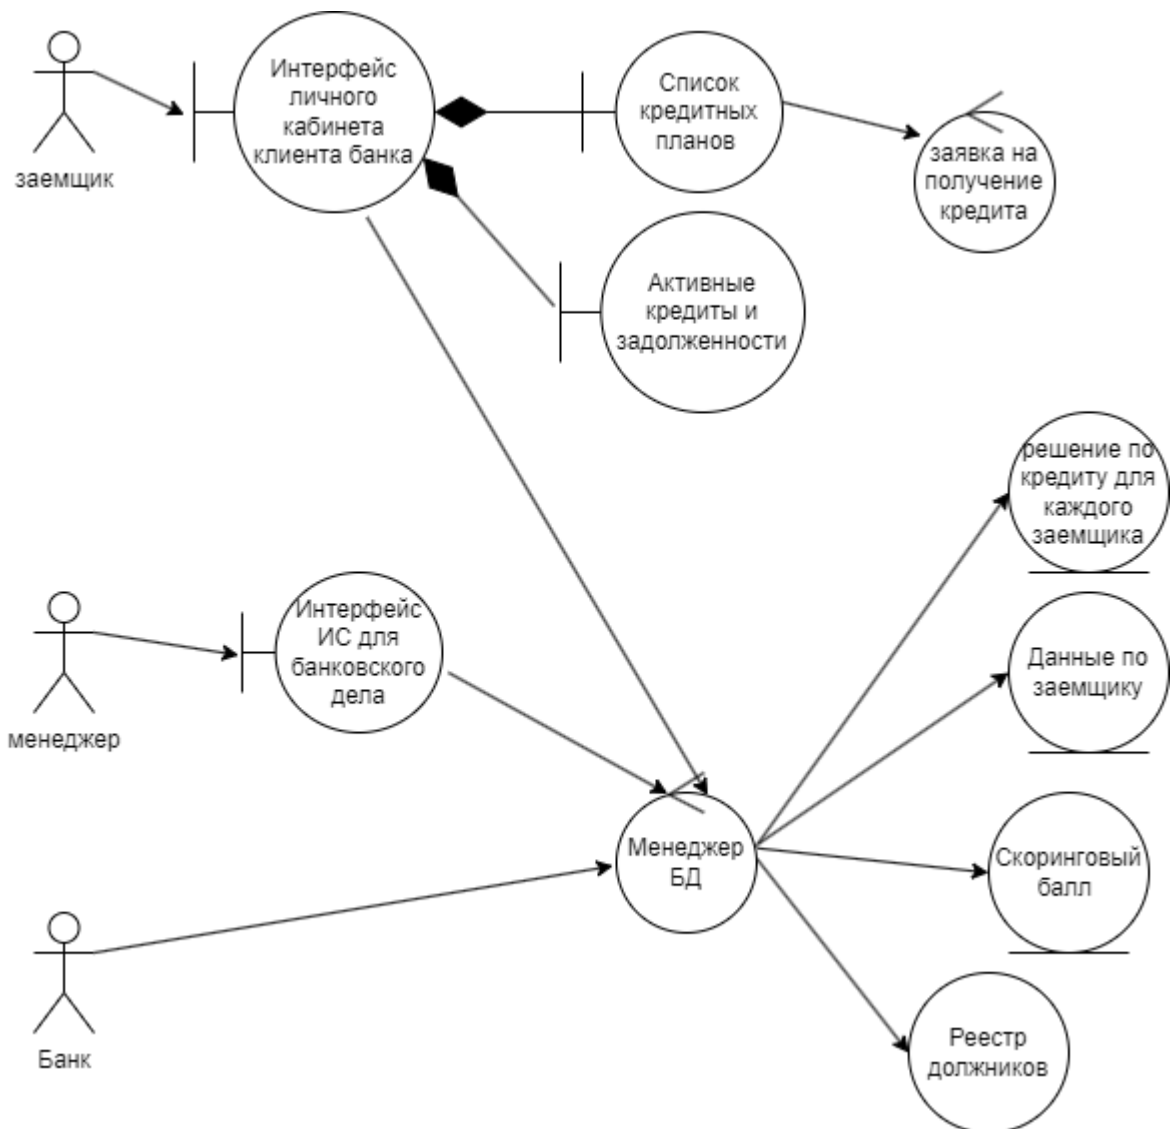 заемщик
Интерфейс
личного
кабинета
клиента банка
Список
кредитных
планов
заявка на
получение
кредита
Активные
кредиты и
задолженности
решение по
кредиту для
каждого
заемщика
менеджер
Интерфейс
ИС для
банковского
дела
Данные по
заемщику
Менеджер
БД
Скоринговый
балл
Банк
Реестр
должников